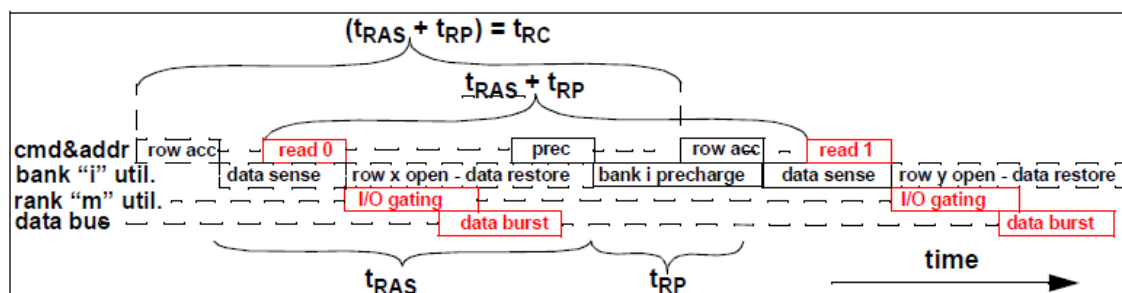 (tRAS + tRP) = tRC
tRAS + tRP
cmd&addr row acc read 0 prec row acc read 1
bank “i” util. data sense row x open - data restore bank i precharge data sense row y open - data restore
rank “m” util. I/O gating I/O gating
data bus data burst data burst
tRAS tRP time